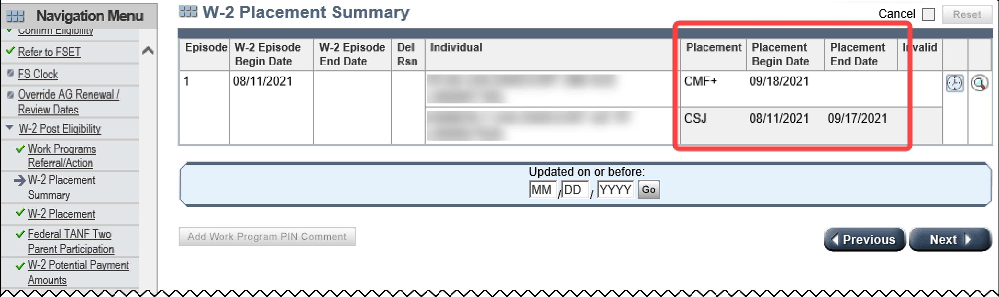 Navigation Menu
Confirm Eligibility
Refer to FSET
FS Clock
Override AG Renewal /
Review Dates
W-2 Post Eligibility
Work Programs
Referral/Action
W-2 Placement
Summary
W-2 Placement
Federal TANF Two
Parent Participation
W-2 Potential Payment
Amounts
W-2 Placement Summary
Cancel
Reset
Episode W-2 Episode Begin Date W-2 Episode End Date Del Rsn Individual Placement Placement Begin Date Placement End Date Invalid
1 08/11/2021 CMF+ 09/18/2021
CSJ 08/11/2021 09/17/2021
Updated on or before:
MM / DD / YYYY Go
Add Work Program PIN Comment
Previous Next